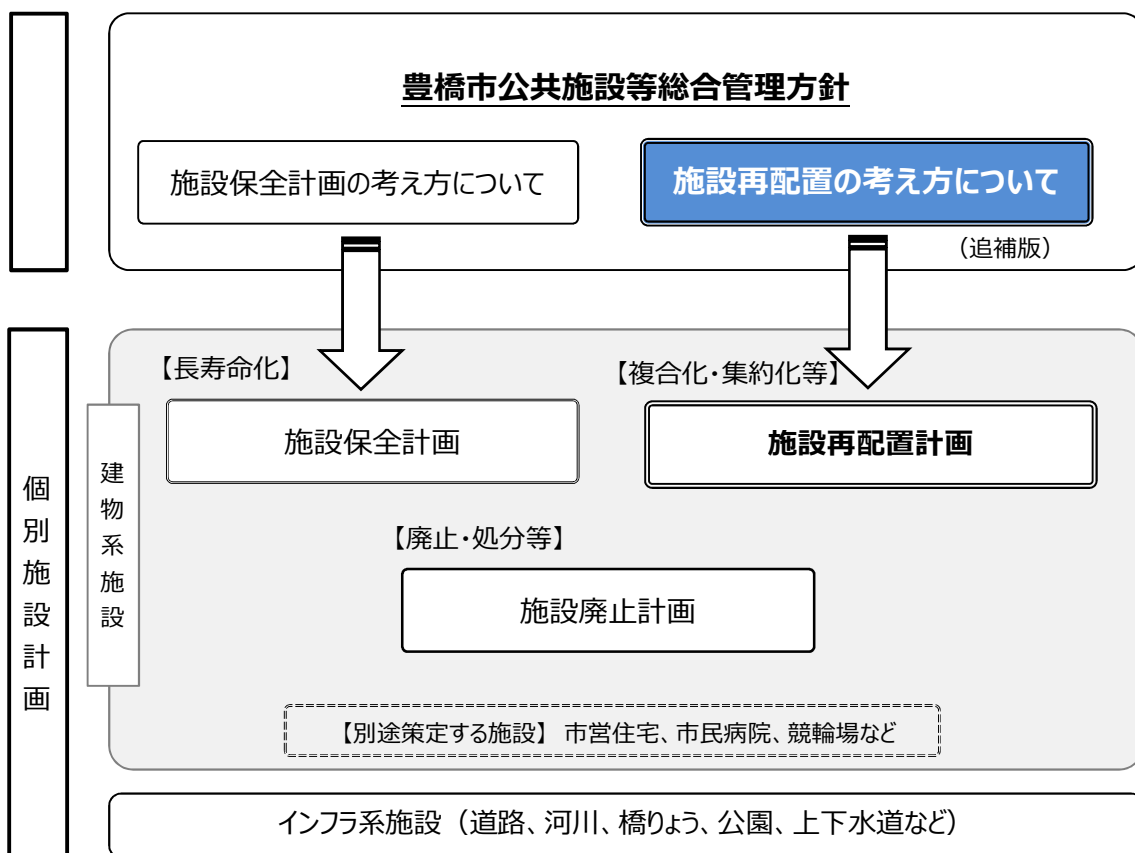 豊橋市公共施設等総合管理方針
施設保全計画の考え方について
施設再配置の考え方について
（追補版）
個別施設計画
建物系施設
【長寿命化】
【複合化・集約化等】
施設保全計画
施設再配置計画
【廃止・処分等】
施設廃止計画
【別途策定する施設】 市営住宅、市民病院、競輪場など
インフラ系施設（道路、河川、橋りょう、公園、上下水道など）